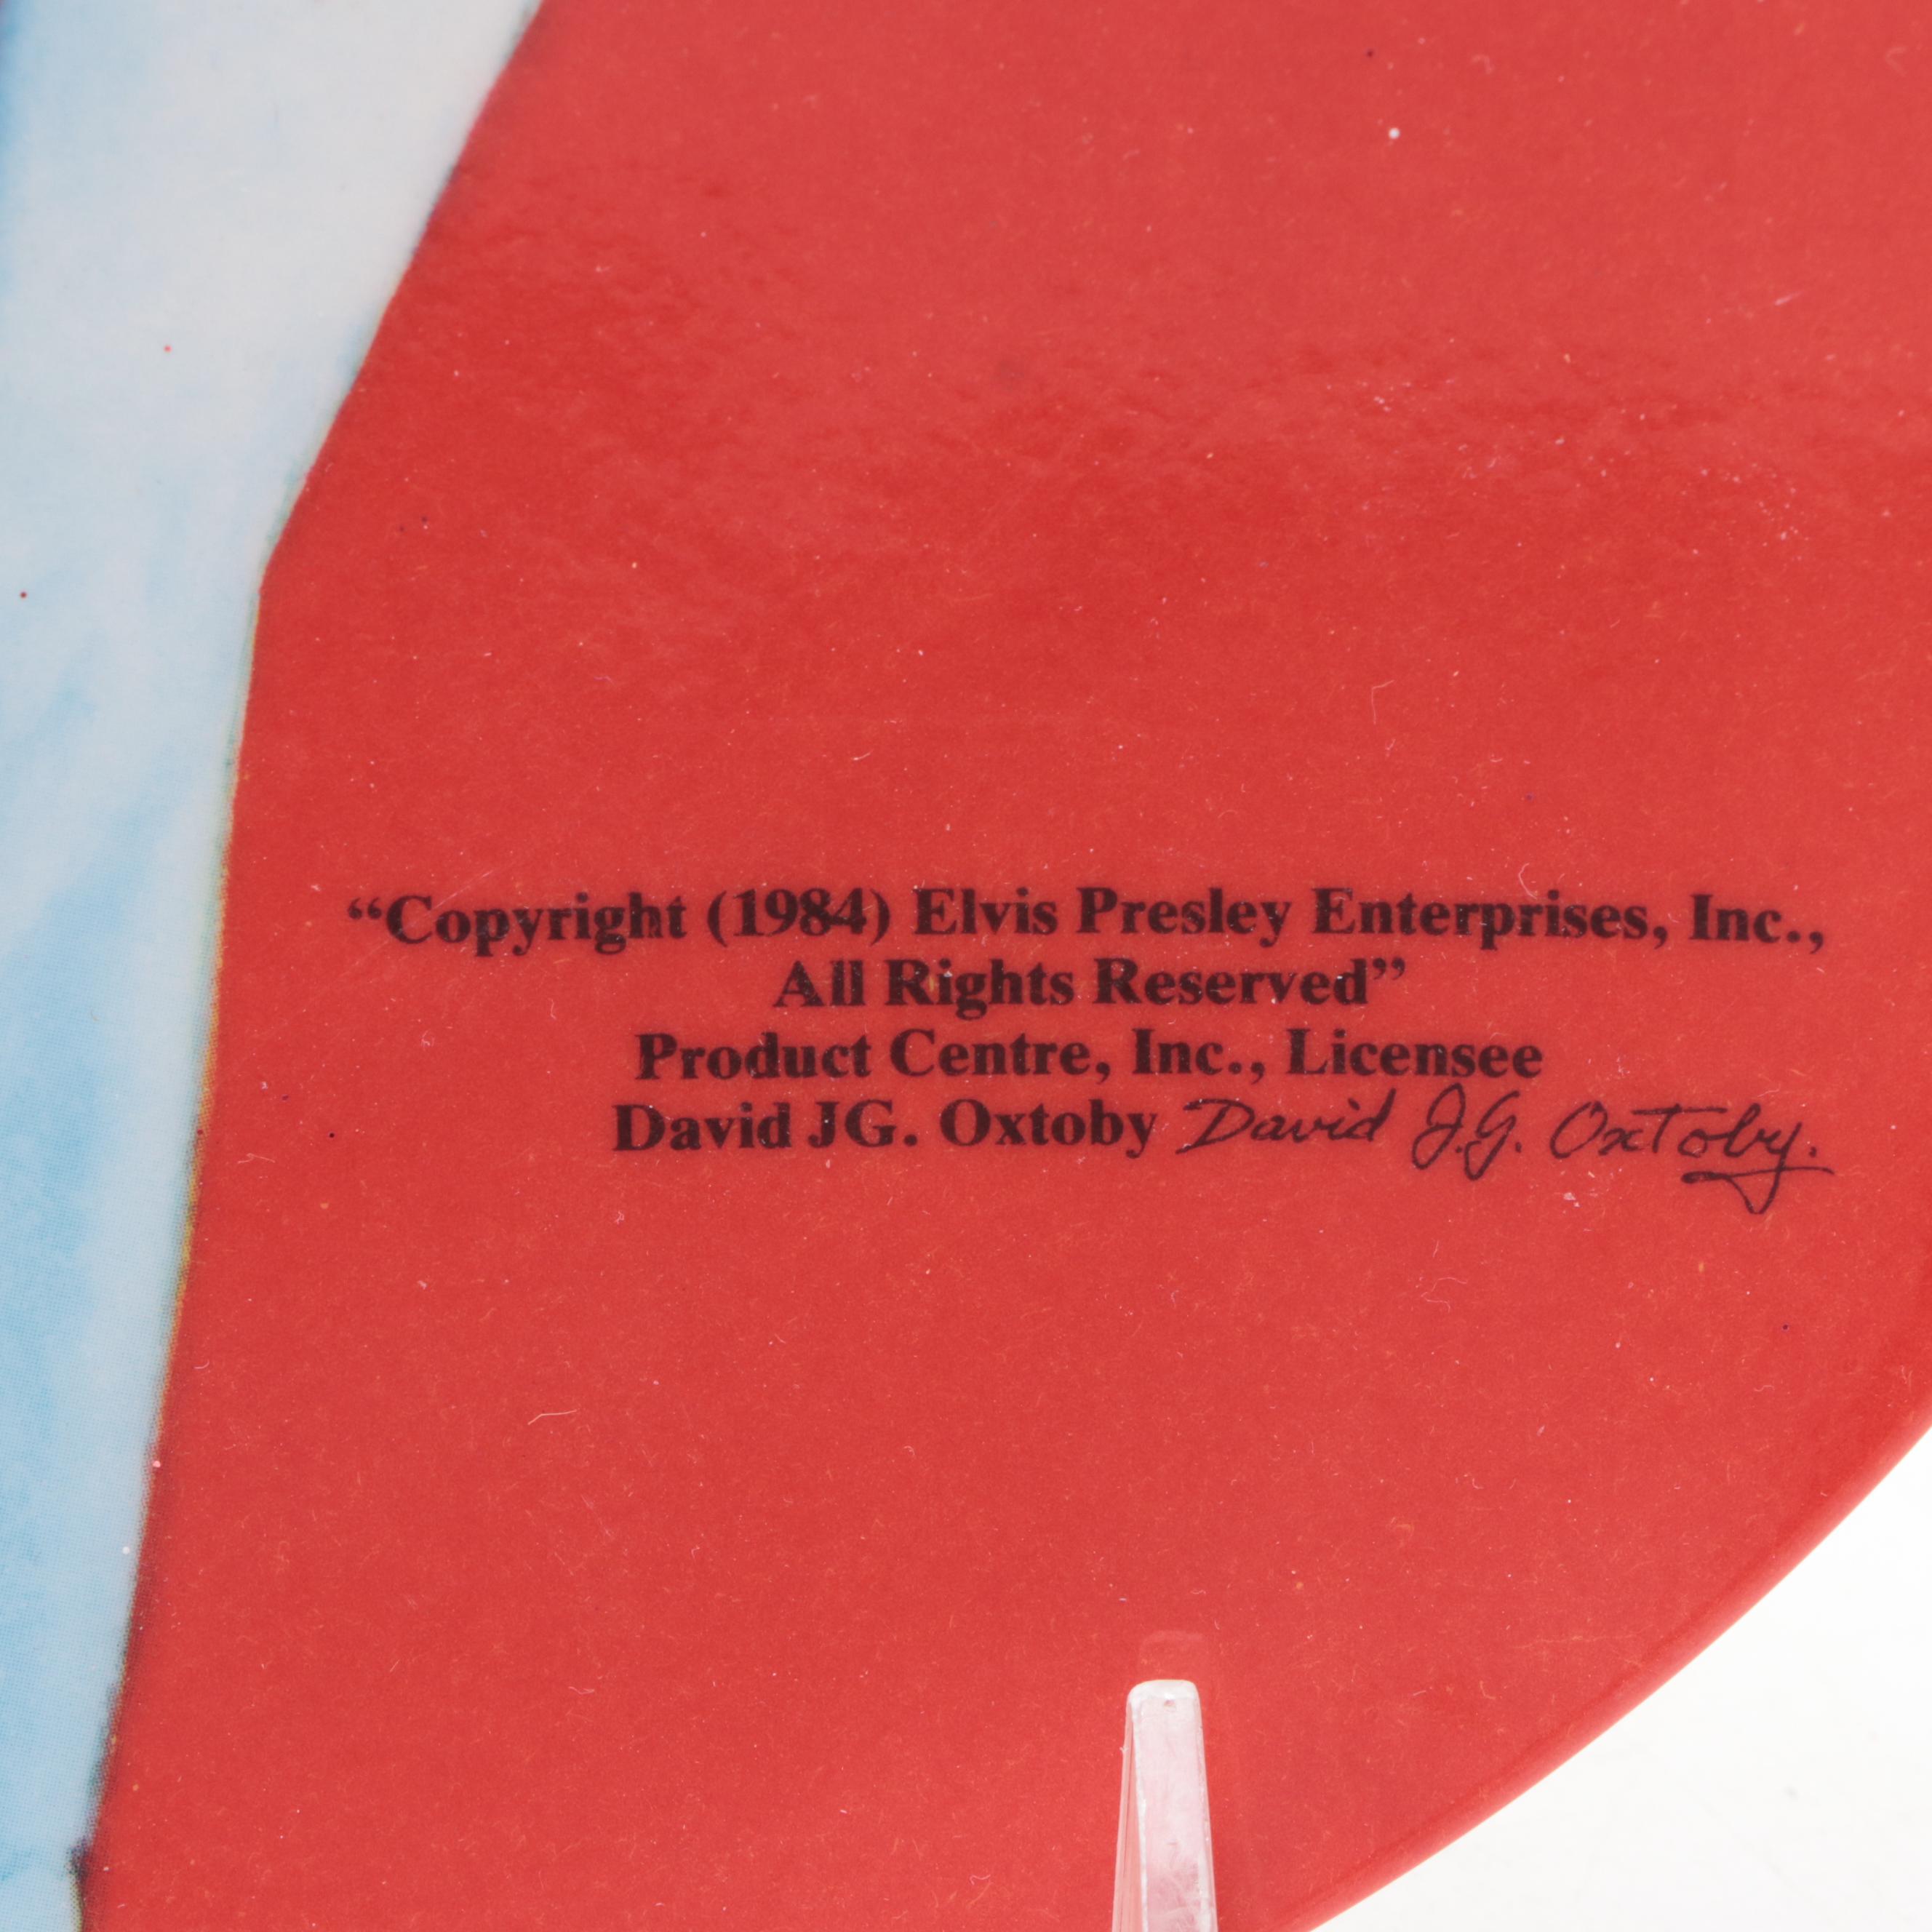 “Copyright (1984) Elvis Presley Enterprises, Inc.,
All Rights Reserved”
Product Centre, Inc., Licensee
David JG. Oxtoby David J.G. Oxtoby.